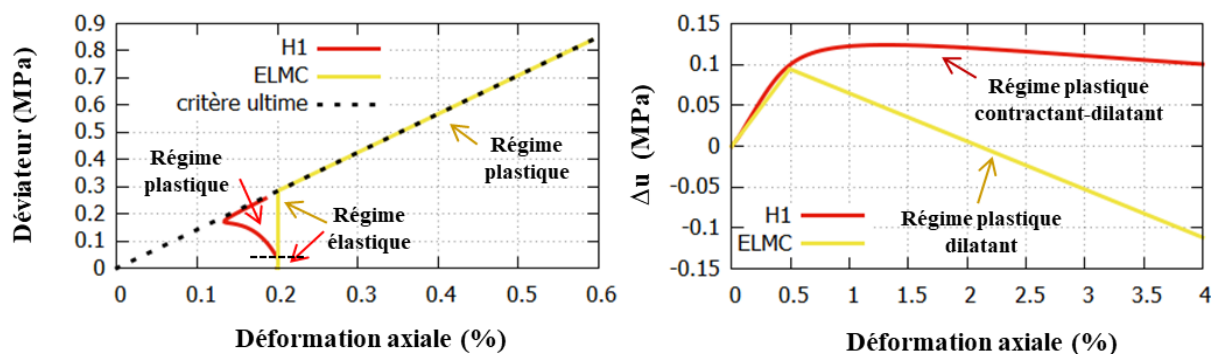 Déviateur (MPa)
0.9
0.8
0.7
0.6
0.5
0.4
0.3
0.2
0.1
0
H1
ELMC
critère ultime
Régime
plastique
Régime
plastique
Régime
élastique
0 0.1 0.2 0.3 0.4 0.5 0.6
Déformation axiale (%)
Δu (MPa)
0.15
0.1
0.05
0
-0.05
-0.1
-0.15
Régime plastique
contractant-dilatant
H1
ELMC
Régime plastique
dilatant
0 0.5 1 1.5 2 2.5 3 3.5 4
Déformation axiale (%)